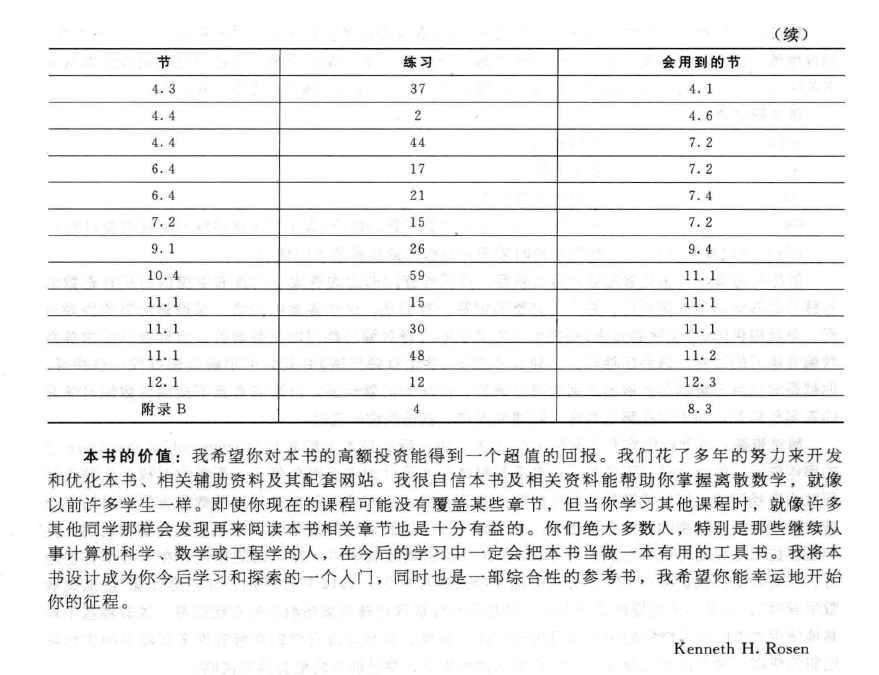 （续）
节 练习 会用到的节
4.3 37 4.1
4.4 2 4.6
4.4 44 7.2
6.4 17 7.2
6.4 21 7.4
7.2 15 7.2
9.1 26 9.4
10.4 59 11.1
11.1 15 11.1
11.1 30 11.1
11.1 48 11.2
12.1 12 12.3
附录 B 4 8.3
本书的价值：我希望你对本书的高额投资能得到一个超值的回报。我们花了多年的努力来开发
和优化本书、相关辅助资料及其配套网站。我很自信本书及相关资料能帮助你掌握离散数学，就像
以前许多学生一样。即使你现在的课程可能没有覆盖某些章节，但当你学习其他课程时，就像许多
其他同学那样会发现再来阅读本书相关章节也是十分有益的。你们绝大多数人，特别是那些继续从
事计算机科学、数学或工程学的人，在今后的学习中一定会把本书当做一本有用的工具书。我将本
书设计成为你今后学习和探索的一个入门，同时也是一部综合性的参考书，我希望你能幸运地开始
你的征程。
Kenneth H. Rosen